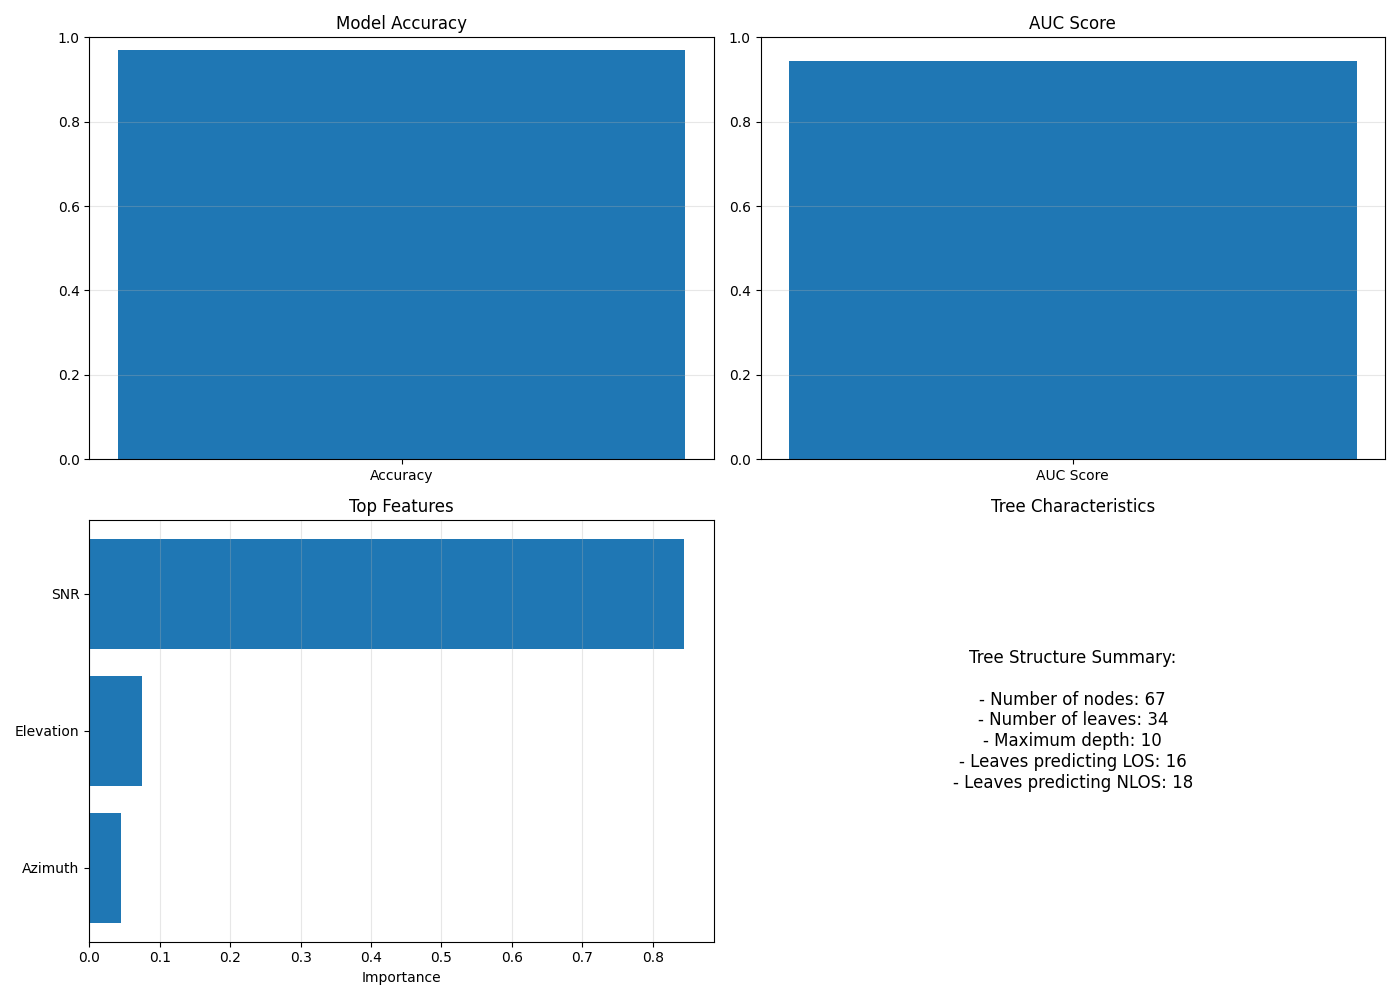 Model Accuracy
1.0
0.8
0.6
0.4
0.2
0.0
Accuracy
AUC Score
1.0
0.8
0.6
0.4
0.2
0.0
AUC Score
Top Features
SNR
Elevation
Azimuth
0.0 0.1 0.2 0.3 0.4 0.5 0.6 0.7 0.8
Importance
Tree Characteristics
Tree Structure Summary:
- Number of nodes: 67
- Number of leaves: 34
- Maximum depth: 10
- Leaves predicting LOS: 16
- Leaves predicting NLOS: 18